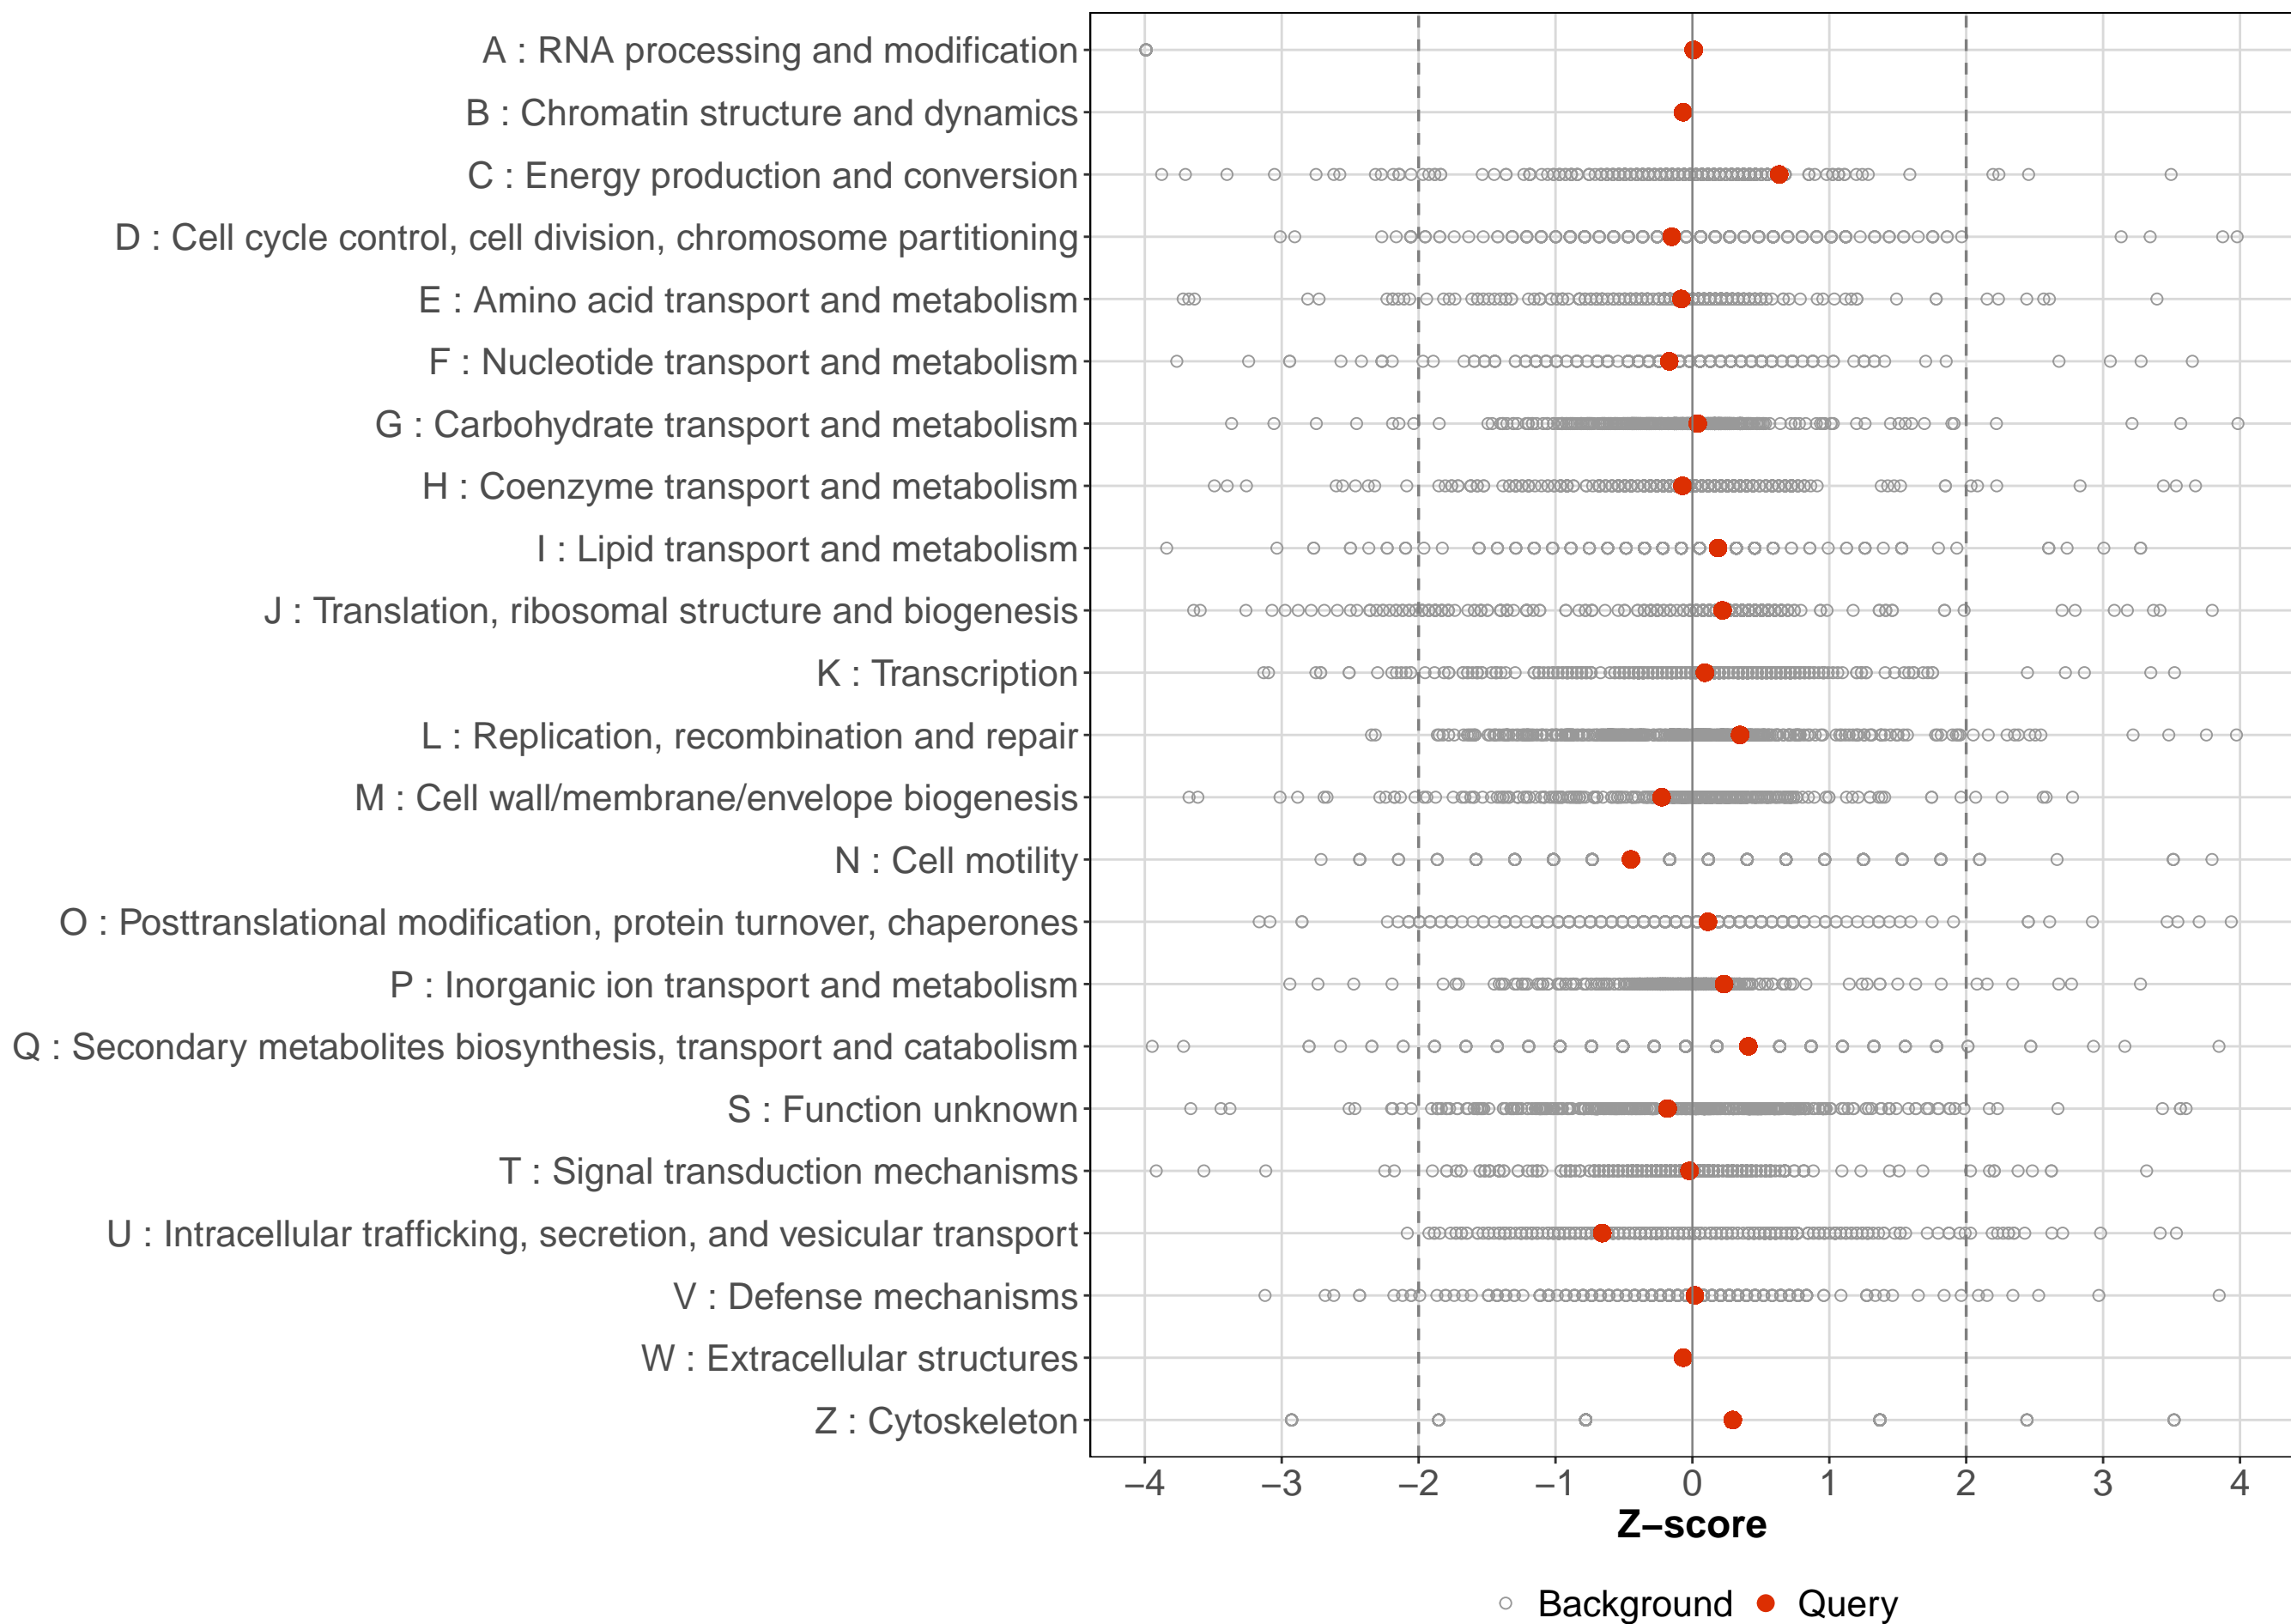 A : RNA processing and modification
B : Chromatin structure and dynamics
C : Energy production and conversion
D : Cell cycle control, cell division, chromosome partitioning
E : Amino acid transport and metabolism
F : Nucleotide transport and metabolism
G : Carbohydrate transport and metabolism
H : Coenzyme transport and metabolism
I : Lipid transport and metabolism
J : Translation, ribosomal structure and biogenesis
K : Transcription
L : Replication, recombination and repair
M : Cell wall/membrane/envelope biogenesis
N : Cell motility
O : Posttranslational modification, protein turnover, chaperones
P : Inorganic ion transport and metabolism
Q : Secondary metabolites biosynthesis, transport and catabolism
S : Function unknown
T : Signal transduction mechanisms
U : Intracellular trafficking, secretion, and vesicular transport
V : Defense mechanisms
W : Extracellular structures
Z : Cytoskeleton
−4 −3 −2 −1 0 1 2 3 4
Z−score
Background Query